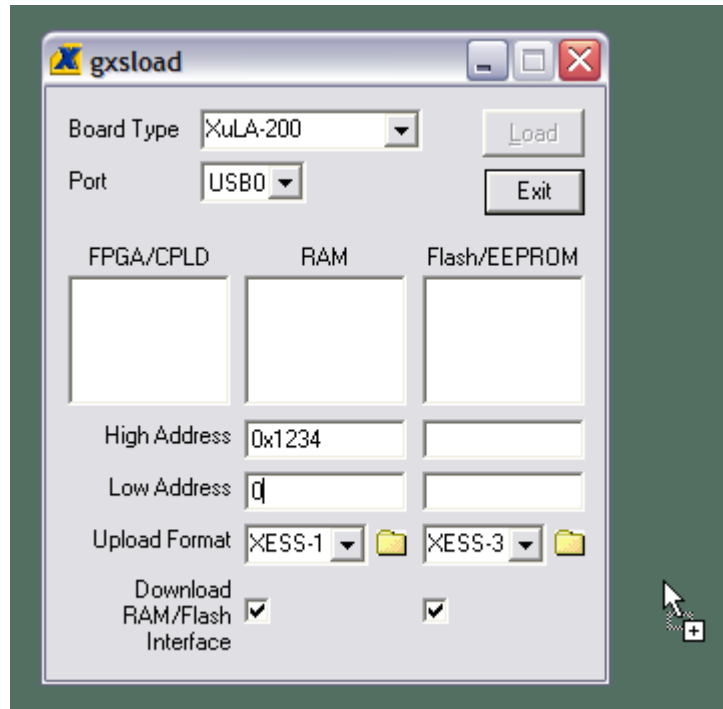 gxsload
Board Type XuLA-200 Load
Port USB0 Exit
FPGA/CPLD RAM Flash/EEPROM
High Address 0x1234
Low Address 0
Upload Format XESS-1 XESS-3
Download
RAM/Flash
Interface